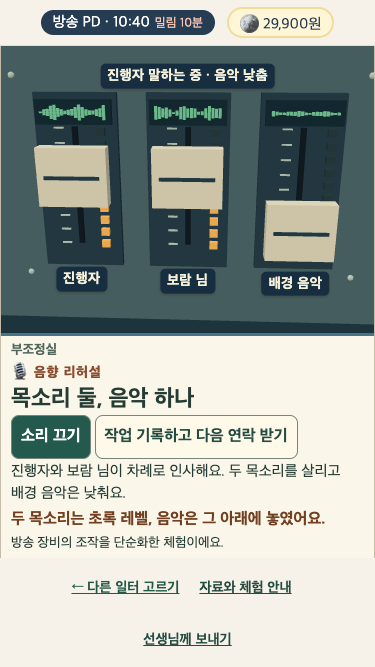 방송 PD · 10:40 밀림 10분
29,900원
진행자 말하는 중 · 음악 낮춤
진행자
보람 님
배경 음악
부조정실
음향 리허설
목소리 둘, 음악 하나
소리 끄기
작업 기록하고 다음 연락 받기
진행자와 보람 님이 차례로 인사해요. 두 목소리를 살리고
배경 음악은 낮춰요.
두 목소리는 초록 레벨, 음악은 그 아래에 놓였어요.
방송 장비의 조작을 단순화한 체험이에요.
← 다른 일터 고르기
자료와 체험 안내
선생님께 보내기